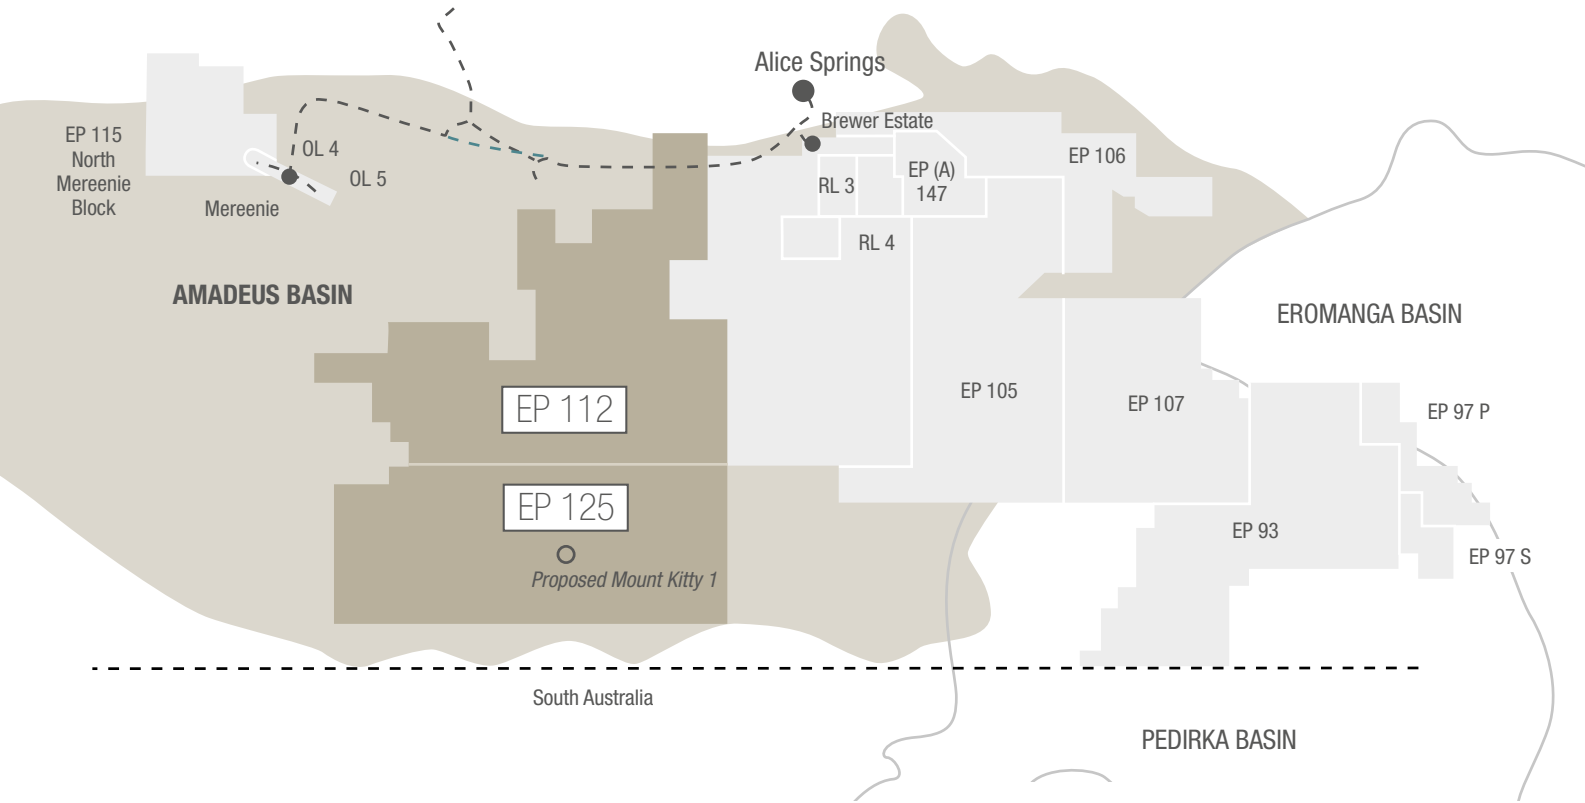 Alice Springs
Brewer Estate
EP 115
North
Mereenie
Block
OL 4
OL 5
Mereenie
EP 106
EP (A)
147
RL 3
RL 4
AMADEUS BASIN
EROMANGA BASIN
EP 112
EP 105
EP 107
EP 97 P
EP 125
EP 93
EP 97 S
Proposed Mount Kitty 1
South Australia
PEDIRKA BASIN